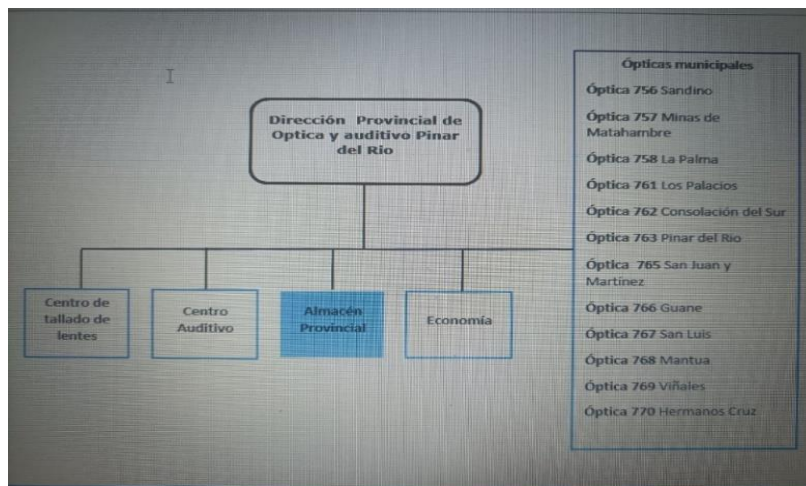 Dirección Provincial de
Optica y auditivo Pinar
del Rio
Centro de
tallado de
lentes
Centro
Auditivo
Almacén
Provincial
Economía
Ópticas municipales
Óptica 756 Sandino
Óptica 757 Minas de
Matahambre
Óptica 758 La Palma
Óptica 761 Los Palacios
Óptica 762 Consolación del Sur
Óptica 763 Pinar del Rio
Óptica 765 San Juan y
Martínez
Óptica 766 Guane
Óptica 767 San Luis
Óptica 768 Mantua
Óptica 769 Viñales
Óptica 770 Hermanos Cruz